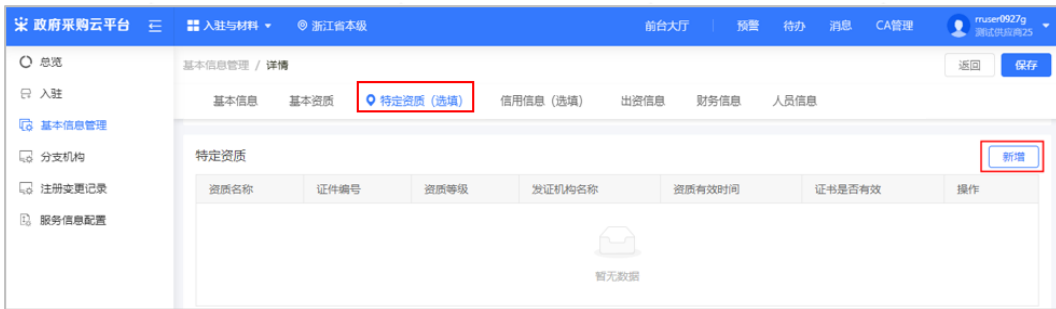 政府采购云平台 入驻与材料 浙江省本级 前台大厅 预警 待办 消息 CA管理 rruser0927g
测试供应商25
总览
基本信息管理 / 详情 返回 保存
入驻
基本信息 基本资质 特定资质（选填） 信用信息（选填） 出资信息 财务信息 人员信息
基本信息管理
分支机构
特定资质 新增
注册变更记录
资质名称 证件编号 资质等级 发证机构名称 资质有效时间 证书是否有效 操作
服务信息配置
暂无数据